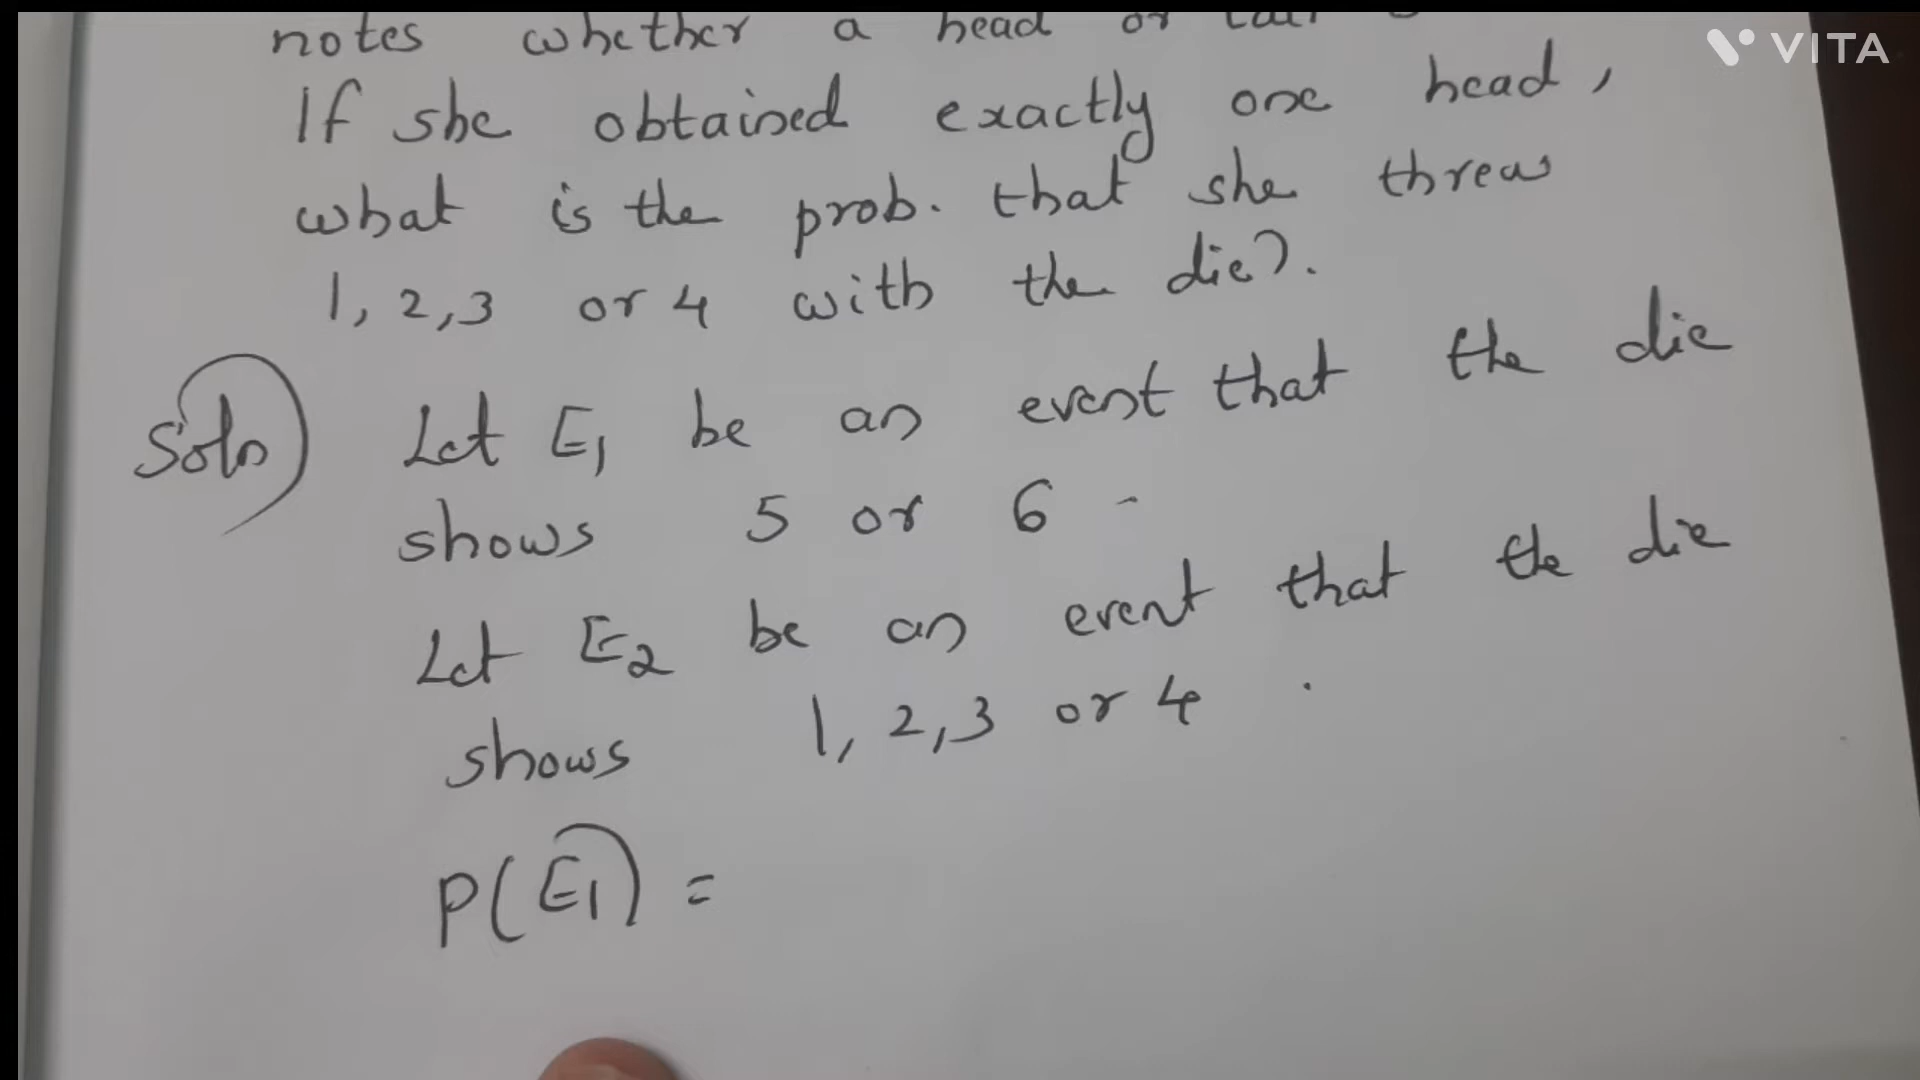 notes whether a head or tail
VITA
If she obtained exactly one head,
what is the prob. that she threw
1, 2, 3 or 4 with the die?.
Soln) Let E1 be an event that the die
shows 5 or 6 -
Let E2 be an event that the die
shows 1, 2, 3 or 4 .
P(E1) =